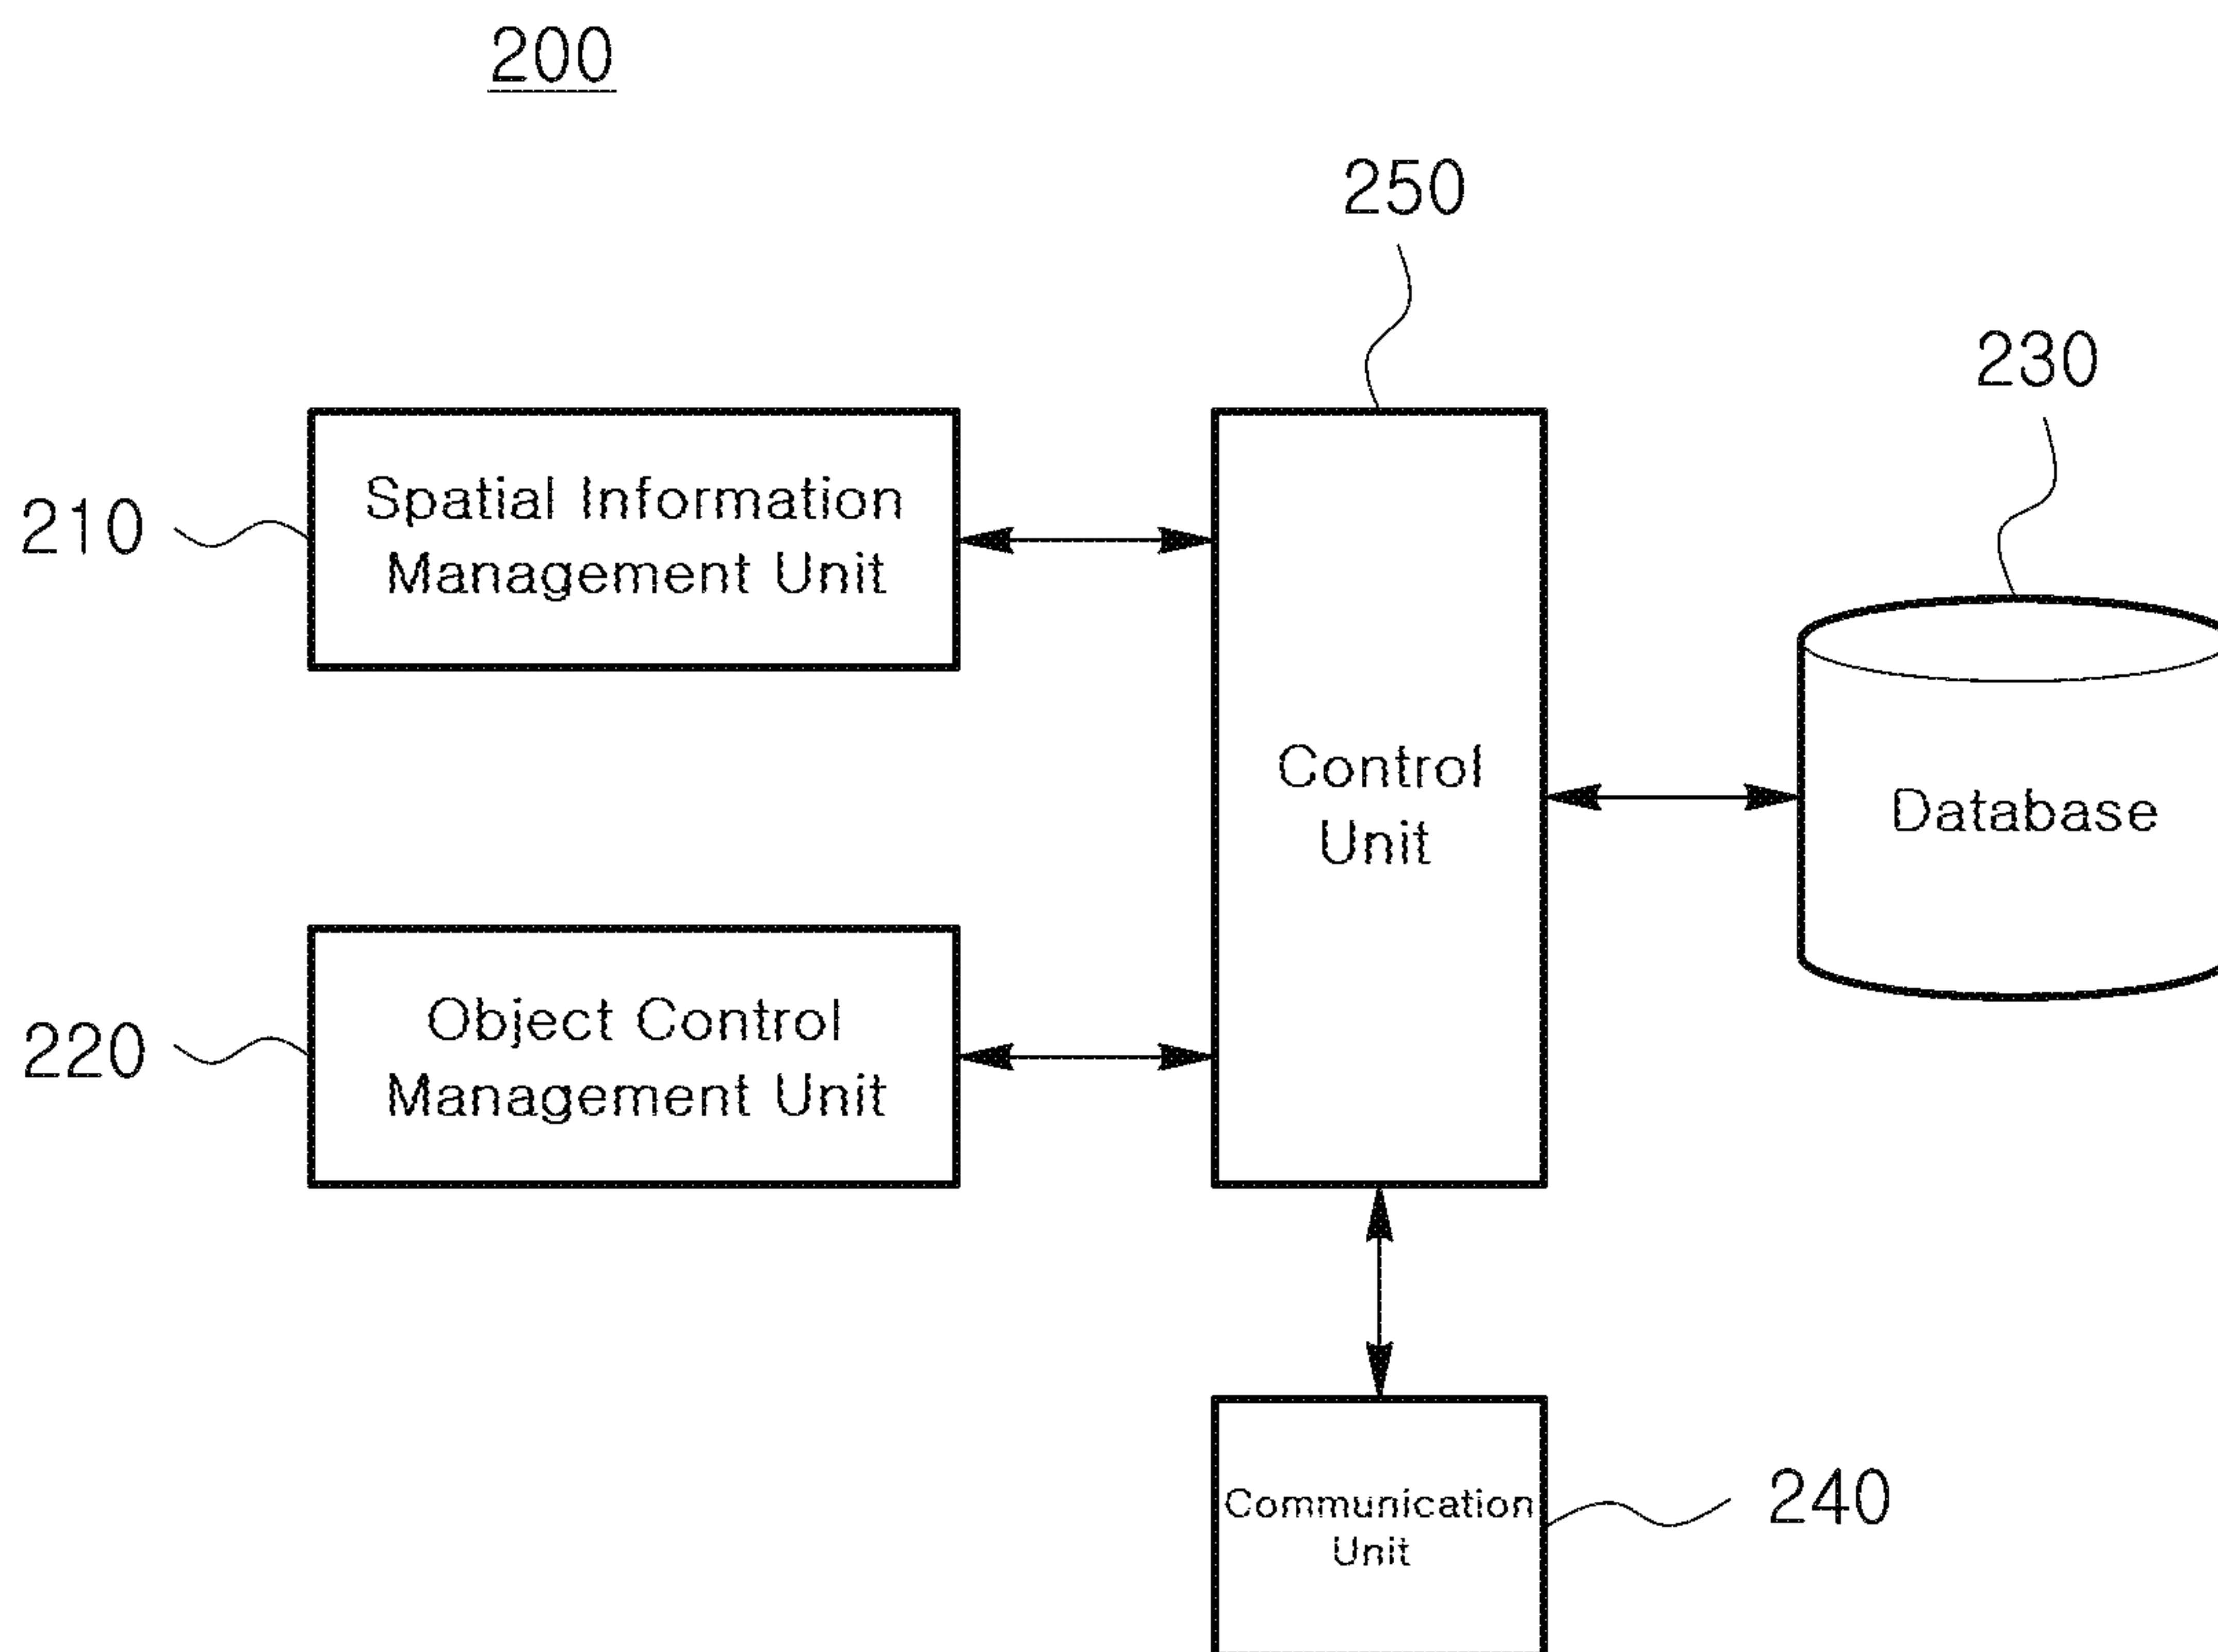 200
250
230
210
Spatial Information
Management Unit
Control
Unit
Database
220
Object Control
Management Unit
Communication
Unit
240